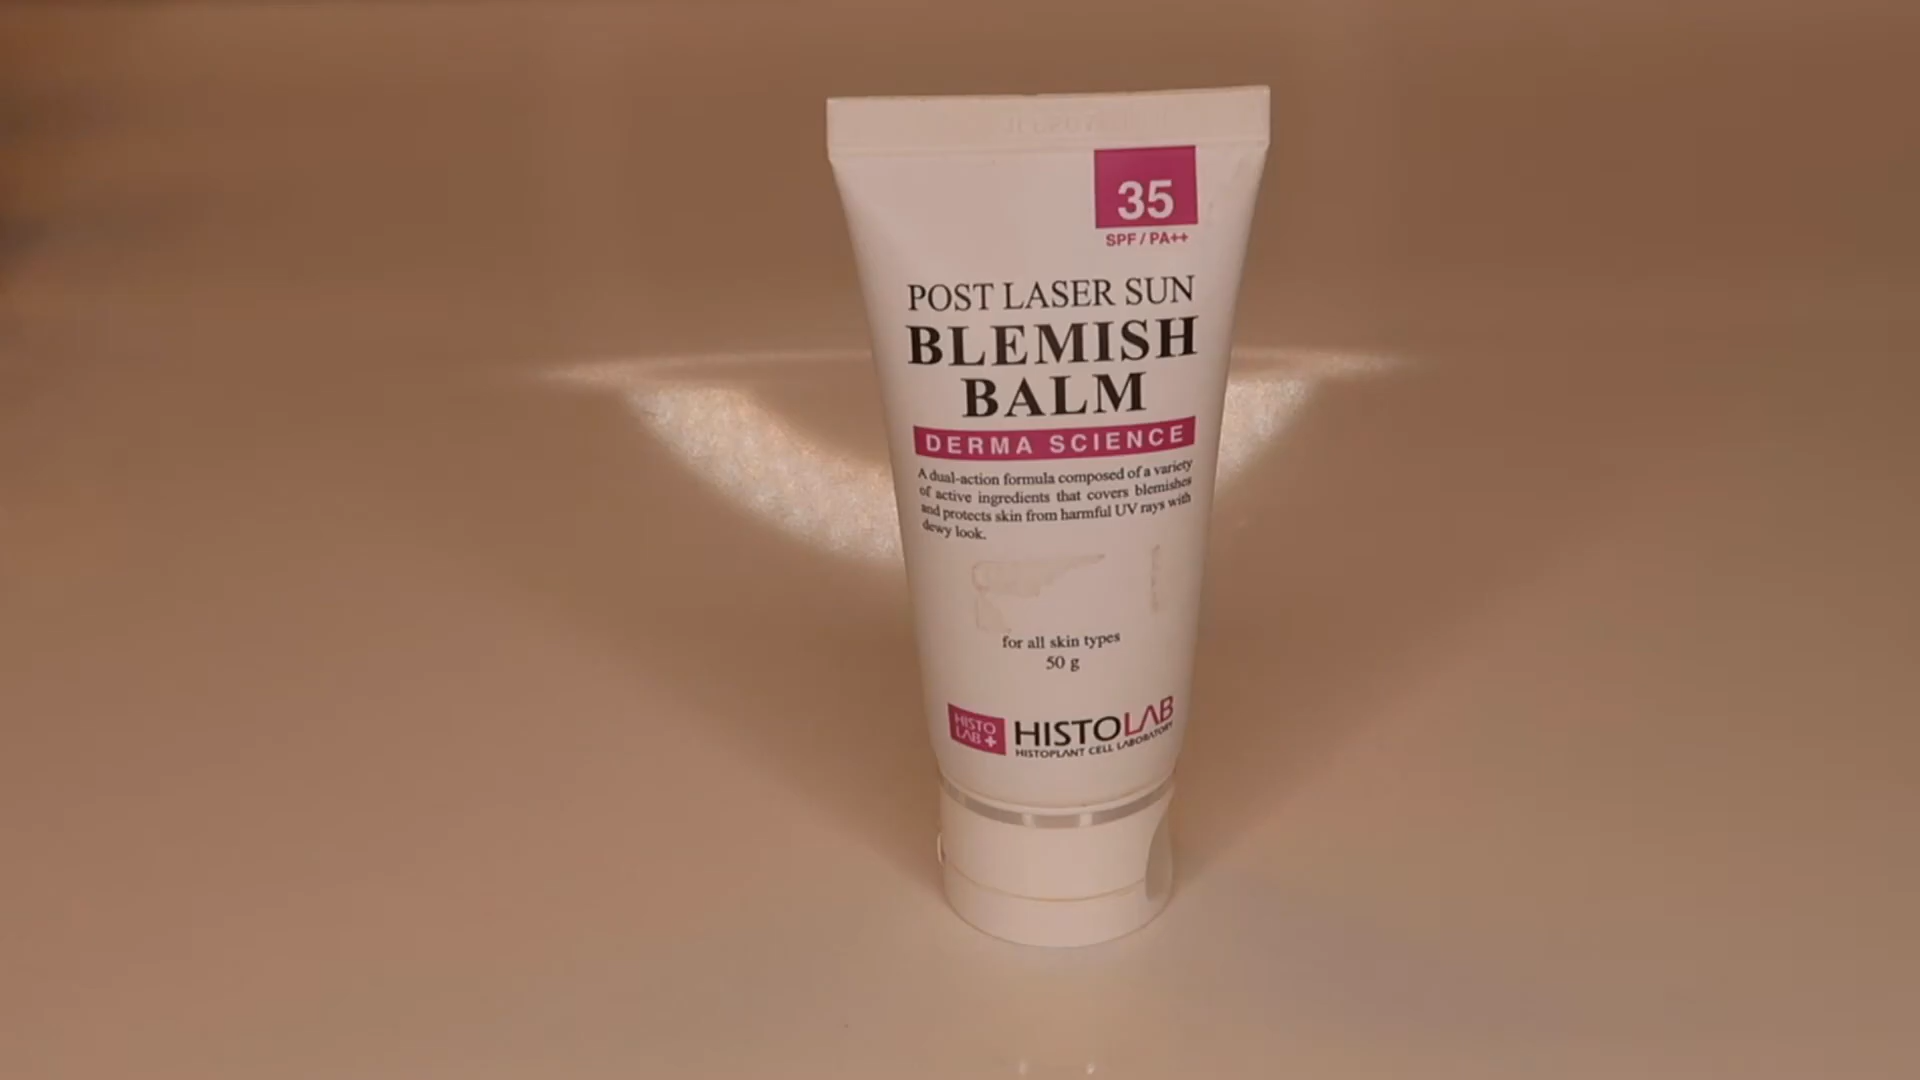 35
SPF / PA++
POST LASER SUN
BLEMISH
BALM
DERMA SCIENCE
A dual-action formula composed of a variety
of active ingredients that covers blemishes
and protects skin from harmful UV rays with
dewy look.
for all skin types
50 g
HISTO
LAB+
HISTOLAB
HISTOPLANT CELL LABORATORY